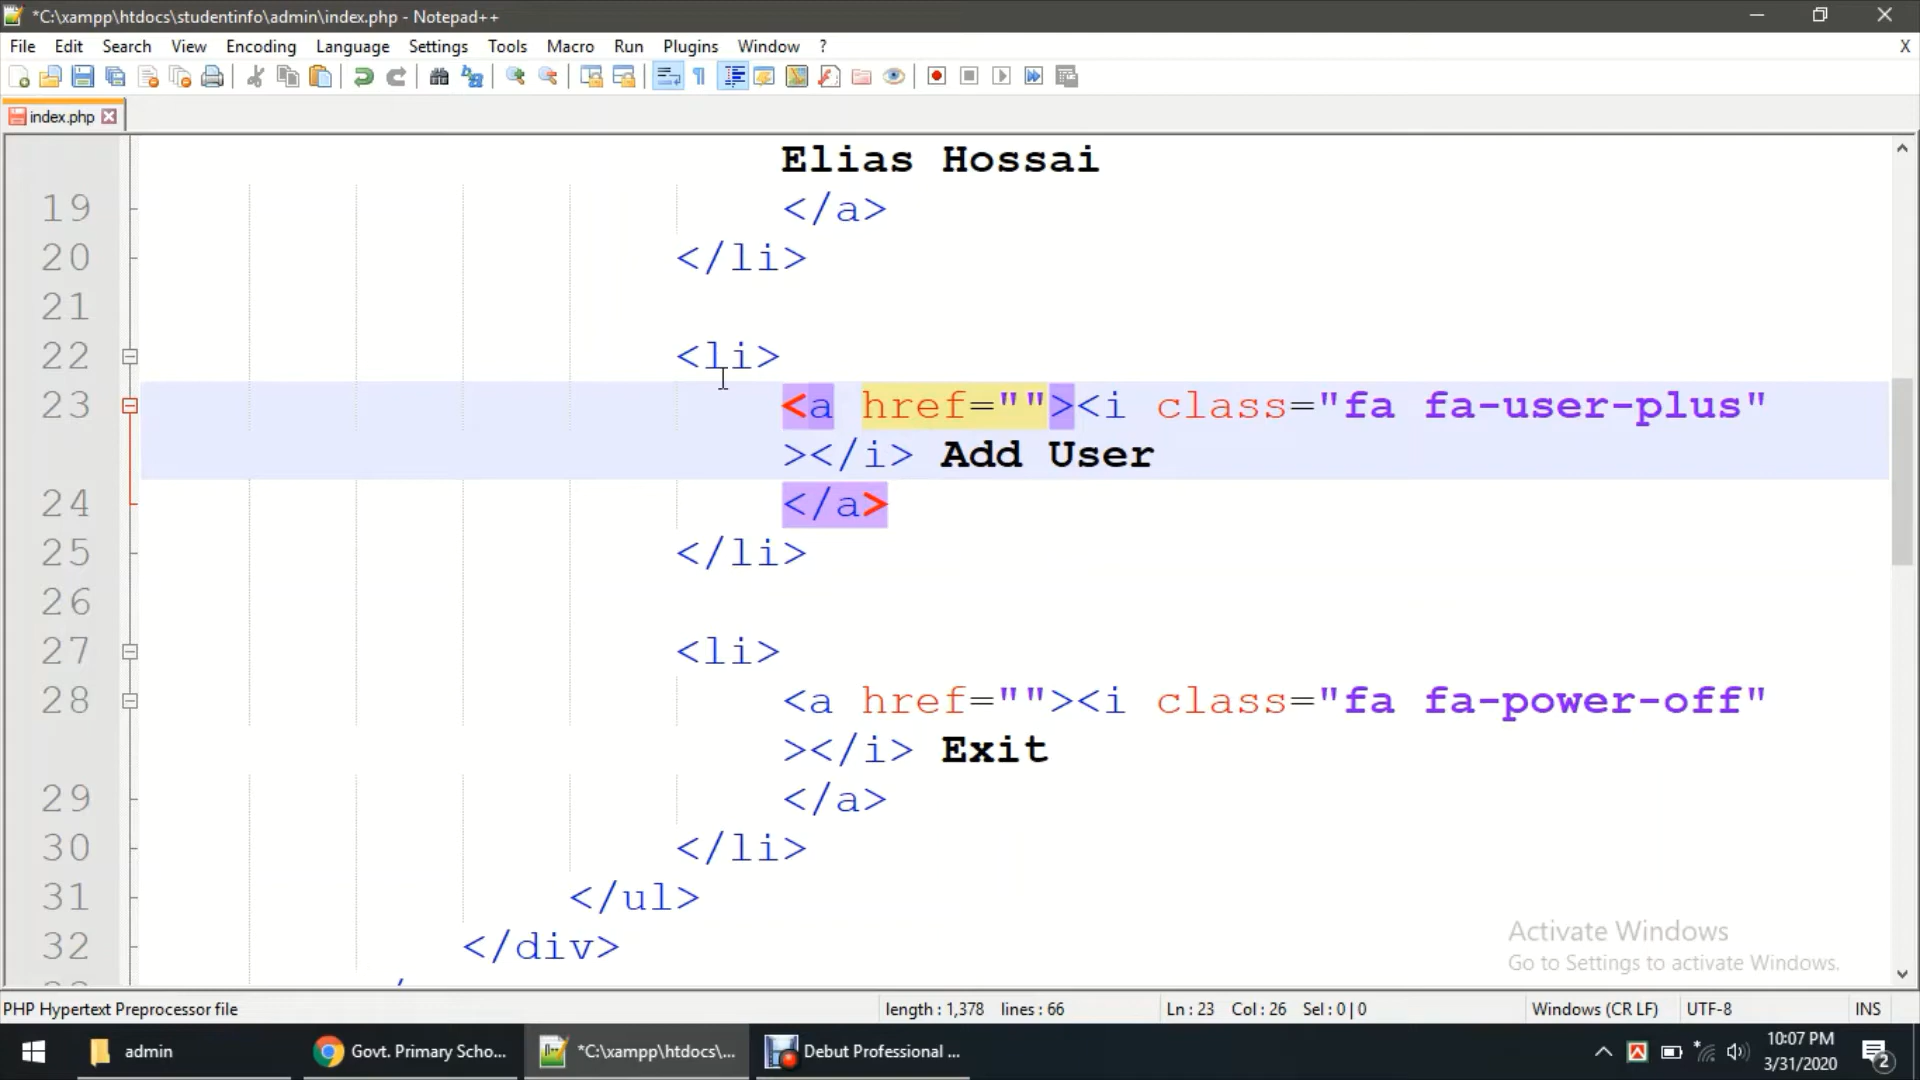 *C:\xampp\htdocs\studentinfo\admin\index.php - Notepad++
File Edit Search View Encoding Language Settings Tools Macro Run Plugins Window ? X
index.php
Elias Hossai
19 </a>
20 </li>
21
22 <li>
23 <a href=""><i class="fa fa-user-plus"
></i> Add User
24 </a>
25 </li>
26
27 <li>
28 <a href=""><i class="fa fa-power-off"
></i> Exit
29 </a>
30 </li>
31 </ul>
32 </div>
Activate Windows
Go to Settings to activate Windows.
PHP Hypertext Preprocessor file length : 1,378 lines : 66 Ln : 23 Col : 26 Sel : 0 | 0 Windows (CR LF) UTF-8 INS
admin Govt. Primary Scho... *C:\xampp\htdocs\... Debut Professional ... 10:07 PM
3/31/2020 2